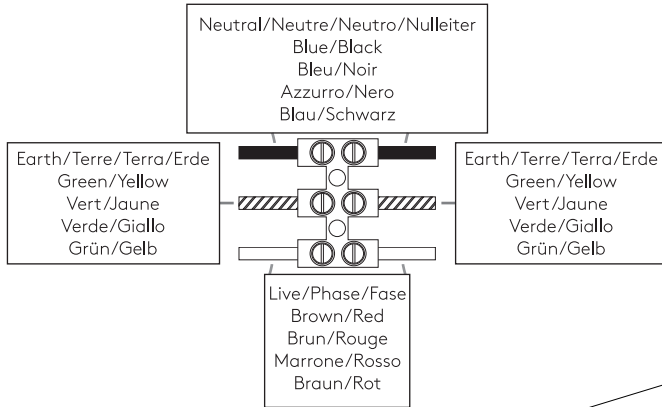 Neutral/Neutre/Neutro/Nulleiter
Blue/Black
Bleu/Noir
Azzurro/Nero
Blau/Schwarz
Earth/Terre/Terra/Erde
Green/Yellow
Vert/Jaune
Verde/Giallo
Grün/Gelb
Earth/Terre/Terra/Erde
Green/Yellow
Vert/Jaune
Verde/Giallo
Grün/Gelb
Live/Phase/Fase
Brown/Red
Brun/Rouge
Marrone/Rosso
Braun/Rot